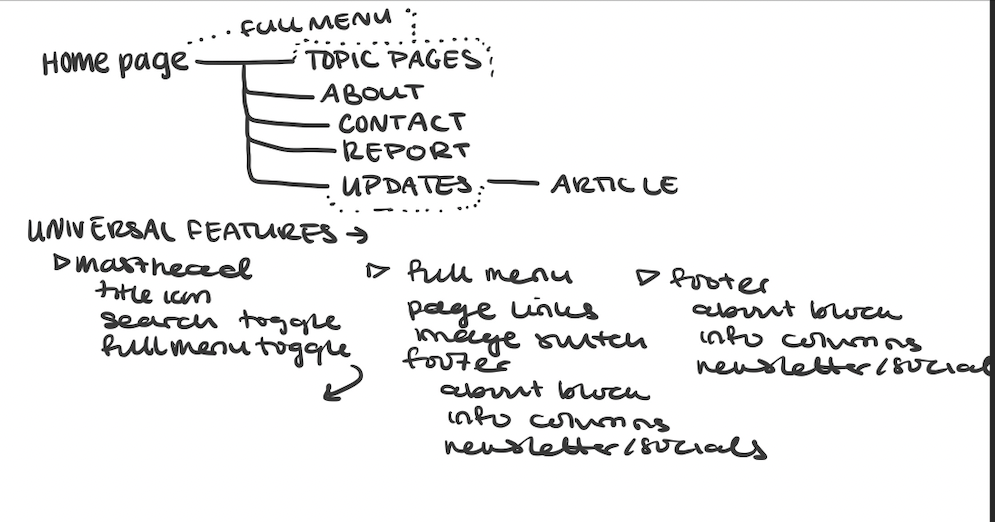 FULL MENU
Home page
TOPIC PAGES
ABOUT
CONTACT
REPORT
UPDATES
ARTICLE
UNIVERSAL FEATURES →
▷ masthead
title icon
search toggle
full menu toggle
▷ full menu
page links
image switch
footer
about block
info columns
newsletter/socials
▷ footer
about block
info columns
newsletter/social